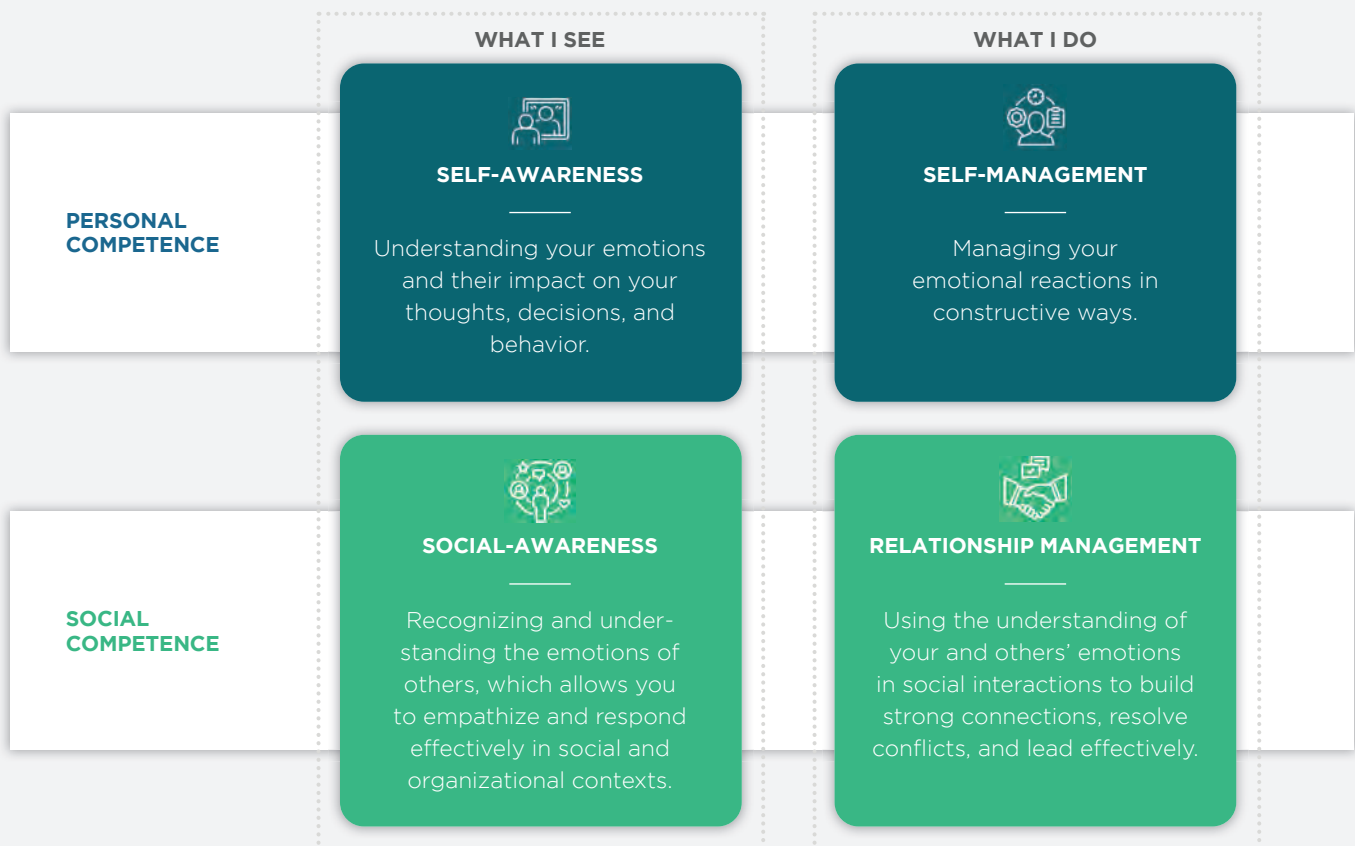 WHAT I SEE
WHAT I DO
PERSONAL
COMPETENCE
SELF-AWARENESS
Understanding your emotions
and their impact on your
thoughts, decisions, and
behavior.
SELF-MANAGEMENT
Managing your
emotional reactions in
constructive ways.
SOCIAL
COMPETENCE
SOCIAL-AWARENESS
Recognizing and under-
standing the emotions of
others, which allows you
to empathize and respond
effectively in social and
organizational contexts.
RELATIONSHIP MANAGEMENT
Using the understanding of
your and others’ emotions
in social interactions to build
strong connections, resolve
conflicts, and lead effectively.